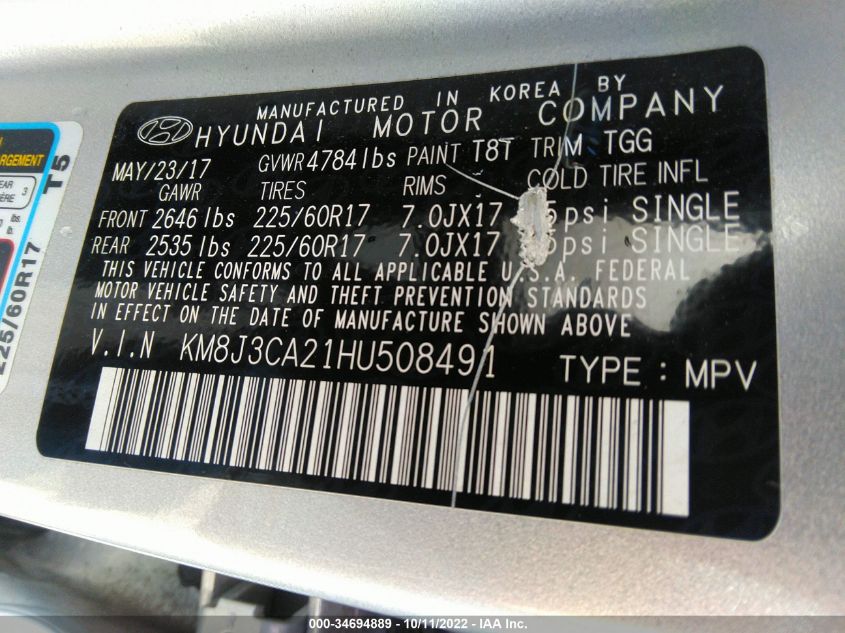 MANUFACTURED IN KOREA BY
HYUNDAI MOTOR COMPANY
MAY/23/17 GVWR 4784 lbs PAINT T8T TRIM TGG
GAWR TIRES RIMS COLD TIRE INFL
FRONT 2646 lbs 225/60R17 7.0JX17 psi SINGLE
REAR 2535 lbs 225/60R17 7.0JX17 psi SINGLE
THIS VEHICLE CONFORMS TO ALL APPLICABLE U.S.A. FEDERAL
MOTOR VEHICLE SAFETY AND THEFT PREVENTION STANDARDS
IN EFFECT ON THE DATE OF MANUFACTURE SHOWN ABOVE
V.I.N KM8J3CA21HU508491 TYPE : MPV
3
T5
225/60R17
000-34694889 - 10/11/2022 - IAA Inc.